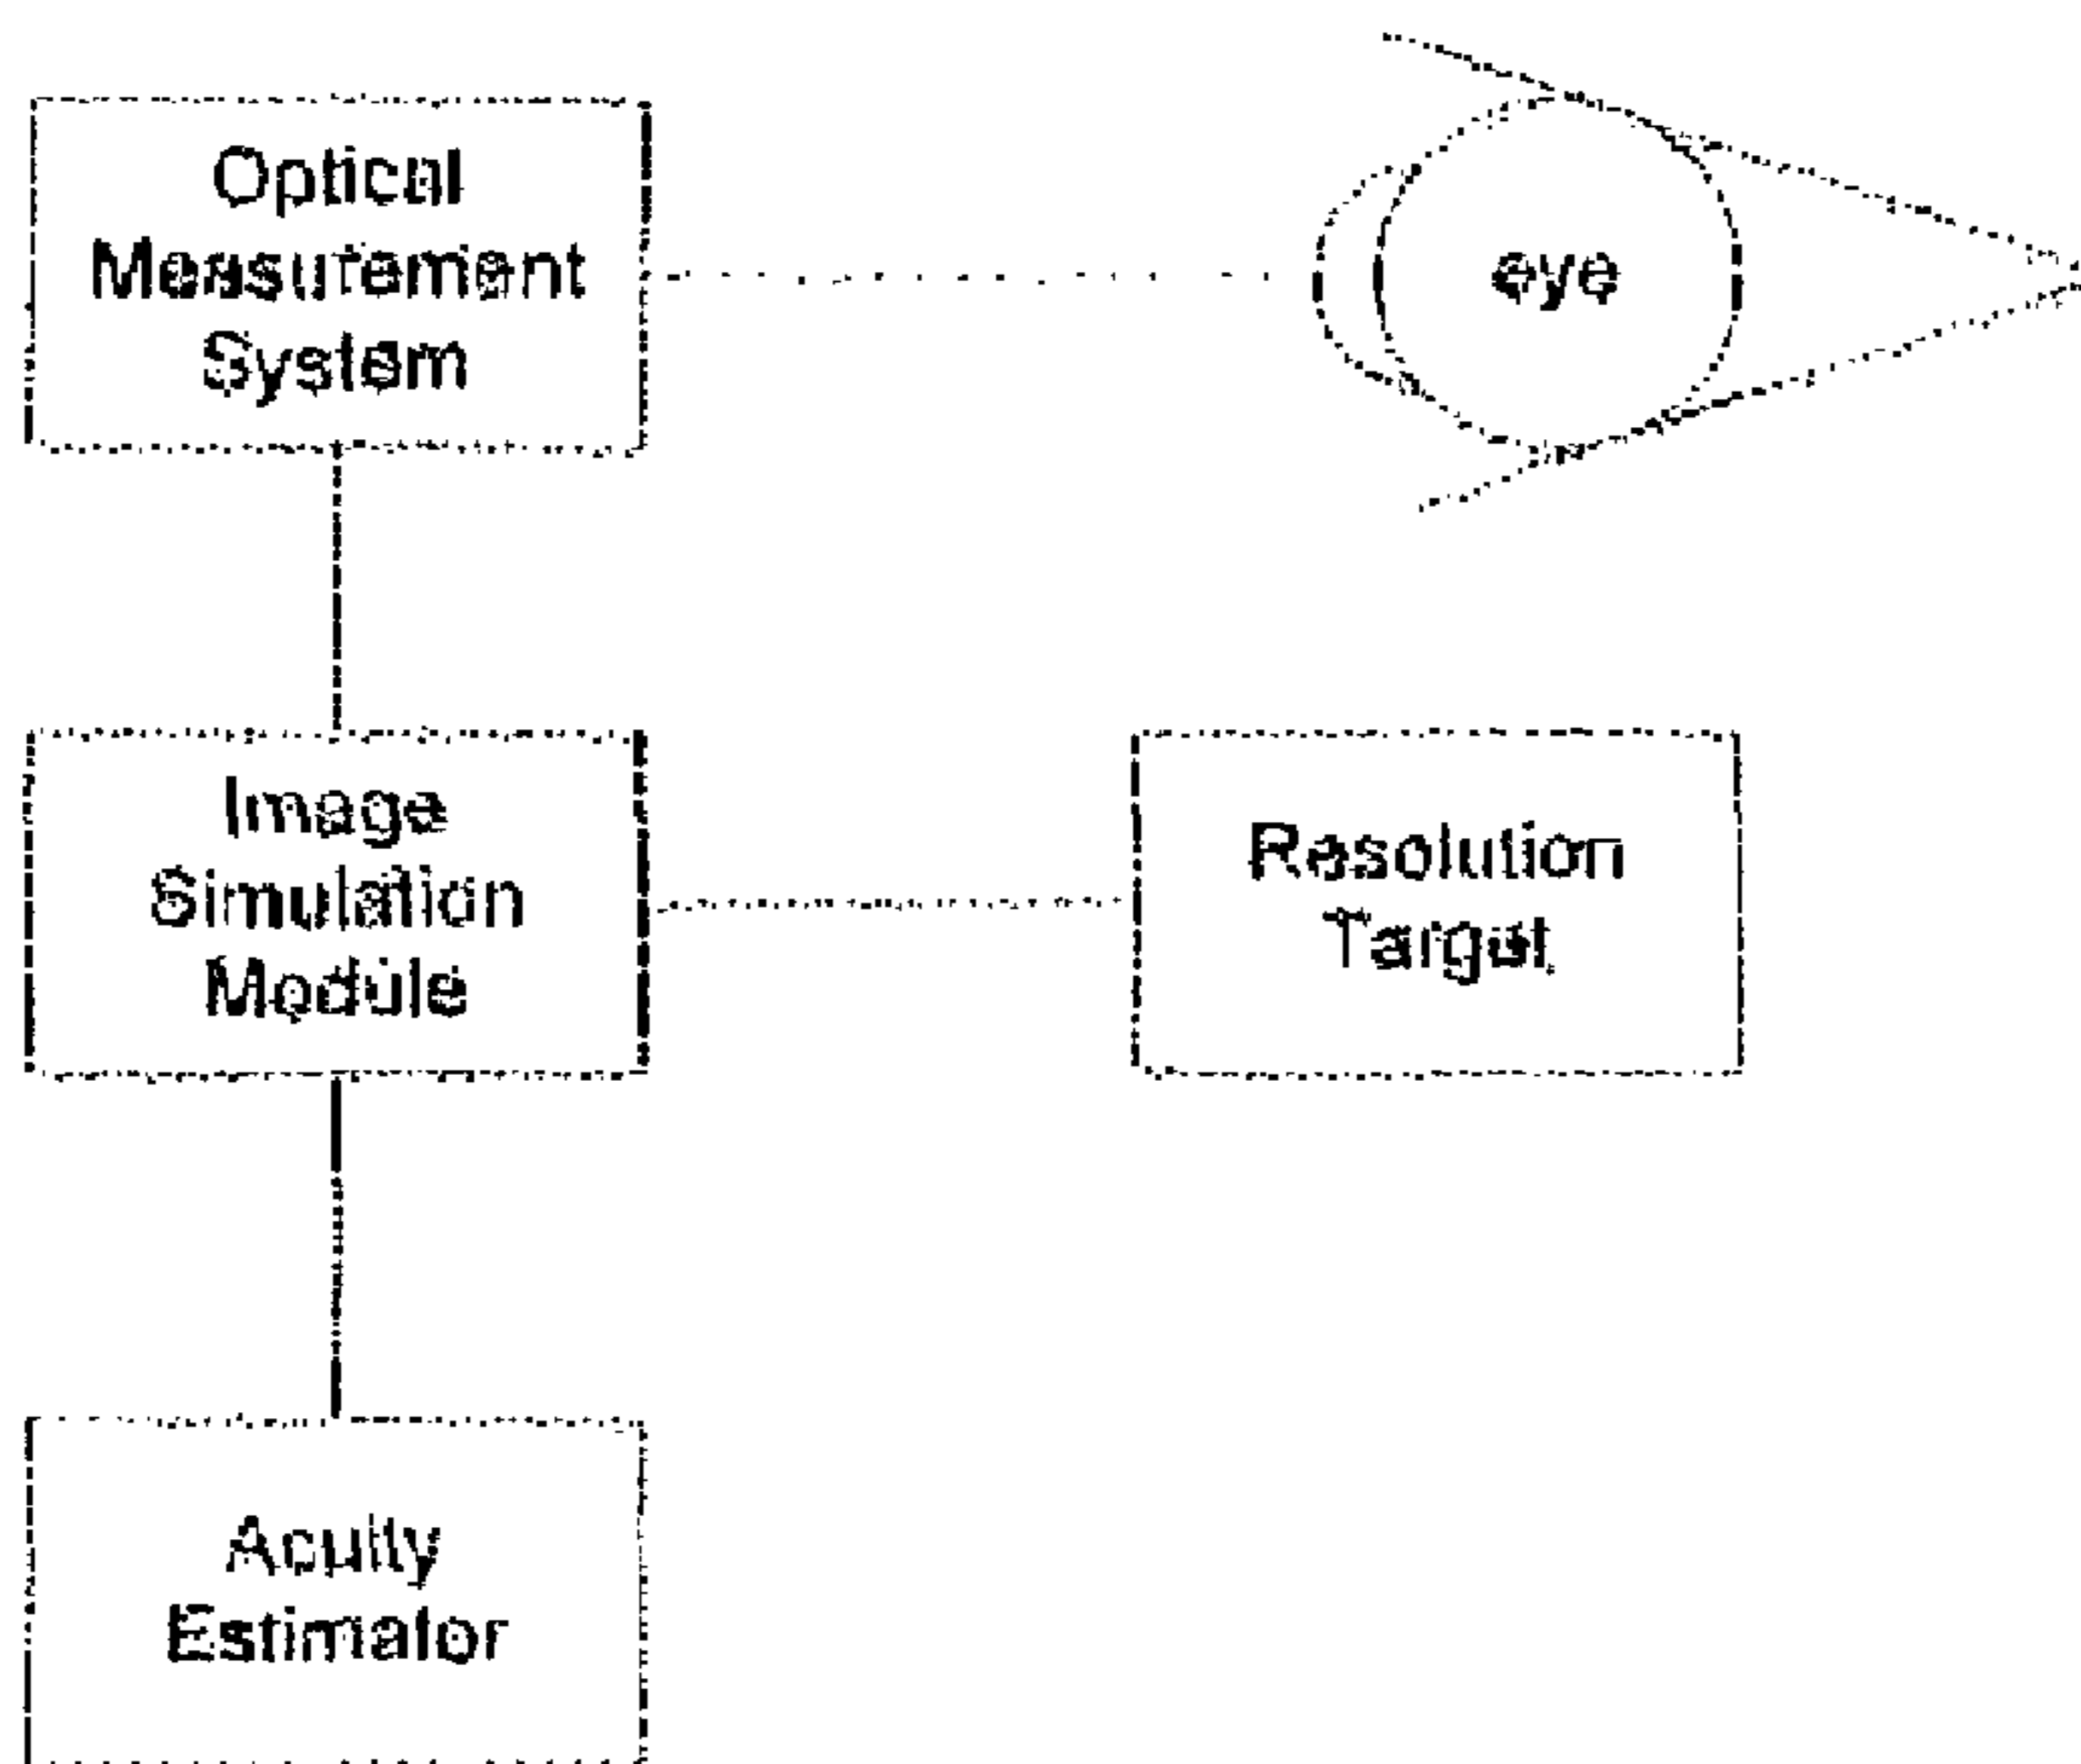 Optical
Measurement
System
eye
Image
Simulation
Module
Resolution
Target
Acuity
Estimator